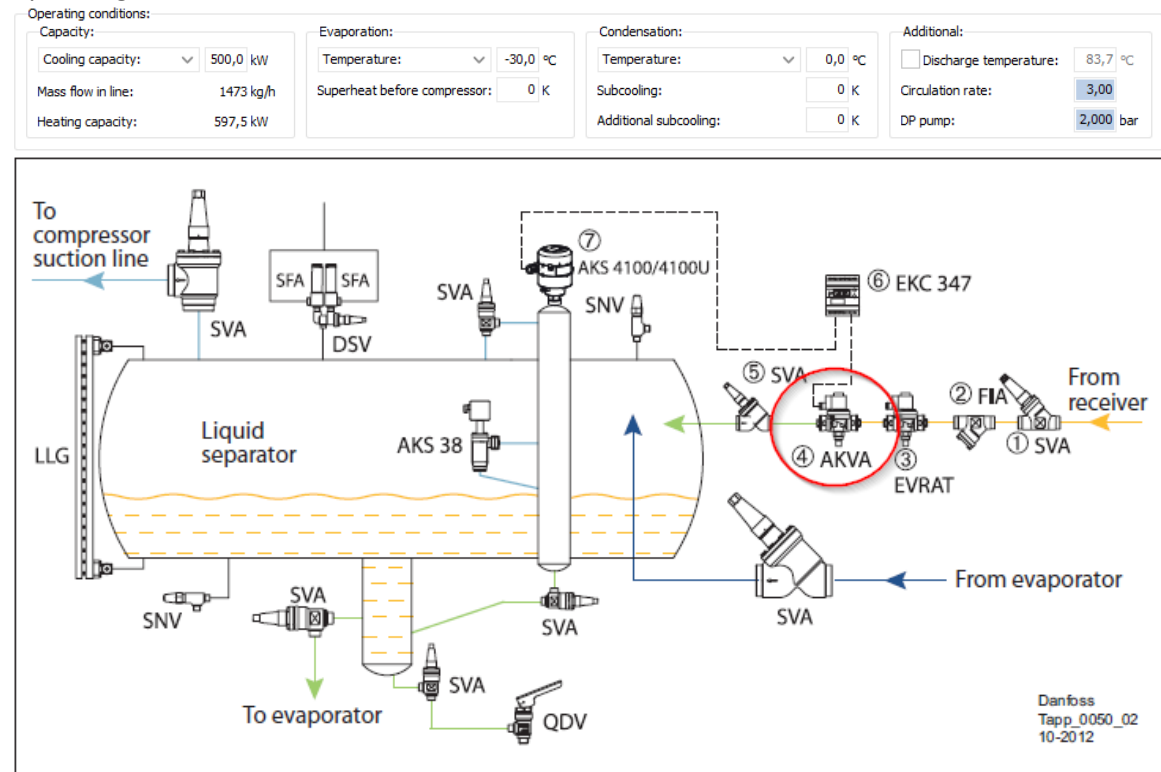 Operating conditions:
Capacity:
Cooling capacity: 500,0 kW
Mass flow in line: 1473 kg/h
Heating capacity: 597,5 kW
Evaporation:
Temperature: -30,0 ºC
Superheat before compressor: 0 K
Condensation:
Temperature: 0,0 ºC
Subcooling: 0 K
Additional subcooling: 0 K
Additional:
Discharge temperature: 83,7 ºC
Circulation rate: 3,00
DP pump: 2,000 bar
To
compressor
suction line
SVA
SFA
SFA
DSV
SVA
⑦
AKS 4100/4100U
SNV
⑥ EKC 347
⑤ SVA
④ AKVA
③
EVRAT
② FIA
① SVA
From
receiver
LLG
Liquid
separator
AKS 38
From evaporator
SVA
SNV
SVA
SVA
SVA
To evaporator
QDV
Danfoss
Tapp_0050_02
10-2012